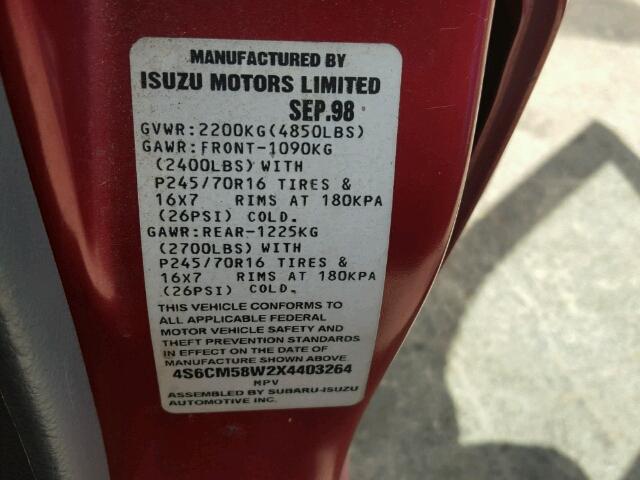 MANUFACTURED BY
ISUZU MOTORS LIMITED
SEP.98
GVWR:2200KG(4850LBS)
GAWR:FRONT-1090KG
(2400LBS) WITH
P245/70R16 TIRES &
16X7 RIMS AT 180KPA
(26PSI) COLD.
GAWR:REAR-1225KG
(2700LBS) WITH
P245/70R16 TIRES &
16X7 RIMS AT 180KPA
(26PSI) COLD.
THIS VEHICLE CONFORMS TO
ALL APPLICABLE FEDERAL
MOTOR VEHICLE SAFETY AND
THEFT PREVENTION STANDARDS
IN EFFECT ON THE DATE OF
MANUFACTURE SHOWN ABOVE
4S6CM58W2X4403264
MPV
ASSEMBLED BY SUBARU-ISUZU
AUTOMOTIVE INC.